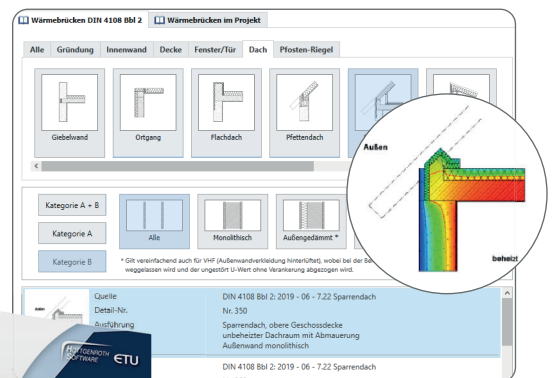 Wärmebrücken DIN 4108 Bbl 2 Wärmebrücken im Projekt
Alle Gründung Innenwand Decke Fenster/Tür Dach Pfosten-Riegel
Giebelwand Ortgang Flachdach Pfettendach
Außen
beheizt
Kategorie A + B
Kategorie A
Kategorie B
Alle Monolithisch Außengedämmt *
* Gilt vereinfachend auch für VHF (Außenwandverkleidung hinterlüftet), wobei bei der
weggelassen wird und der ungestört U-Wert ohne Verankerung abgezogen wird.
Quelle DIN 4108 Bbl 2: 2019 - 06 - 7.22 Sparrendach
Detail-Nr. Nr. 350
Ausführung Sparrendach, obere Geschossdecke
unbeheizter Dachraum mit Abmauerung
Außenwand monolithisch
DIN 4108 Bbl 2: 2019 - 06 - 7.22 Sparrendach
HOTTGENROTH
SOFTWARE ETU